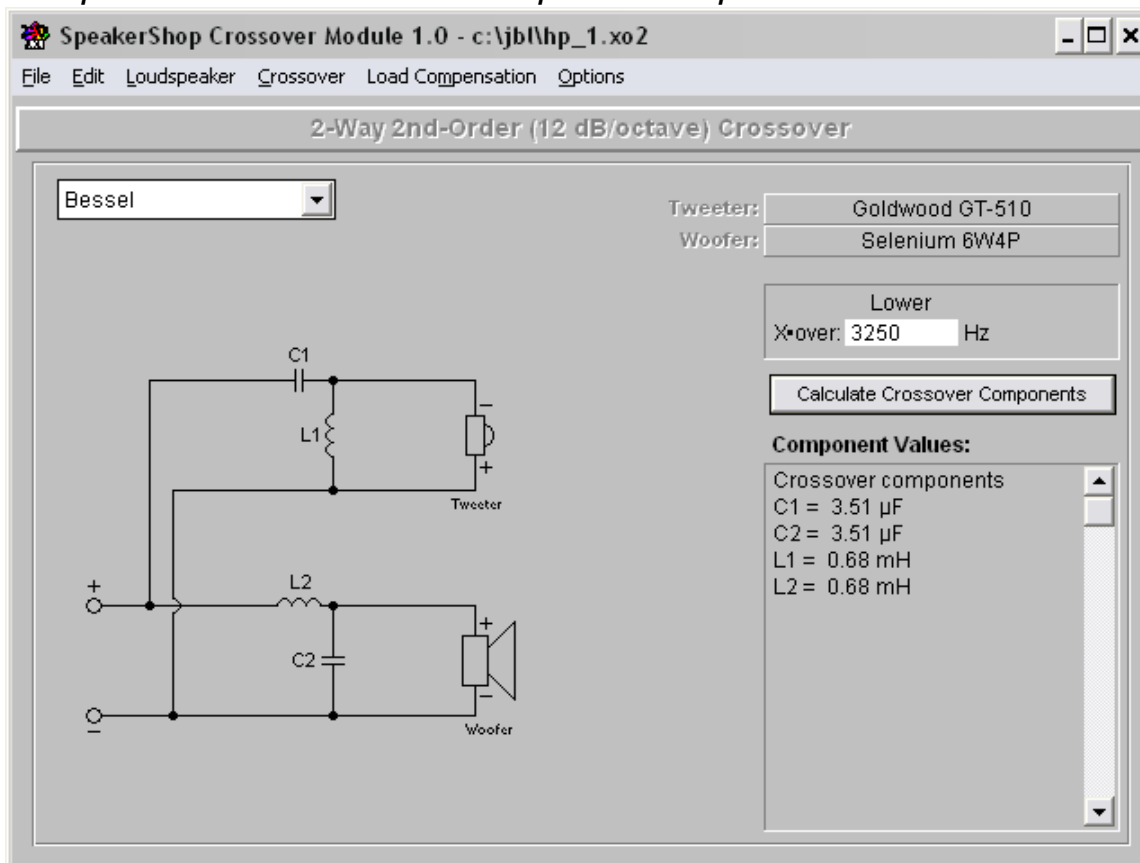 SpeakerShop Crossover Module 1.0 - c:\jbl\hp_1.xo2
File Edit Loudspeaker Crossover Load Compensation Options
2-Way 2nd-Order (12 dB/octave) Crossover
Bessel
Tweeter: Goldwood GT-510
Woofer: Selenium 6W4P
Lower
X•over: 3250 Hz
Calculate Crossover Components
Component Values:
Crossover components
C1 = 3.51 µF
C2 = 3.51 µF
L1 = 0.68 mH
L2 = 0.68 mH
C1
L1
−
+
Tweeter
+
L2
C2
+
−
Woofer
−